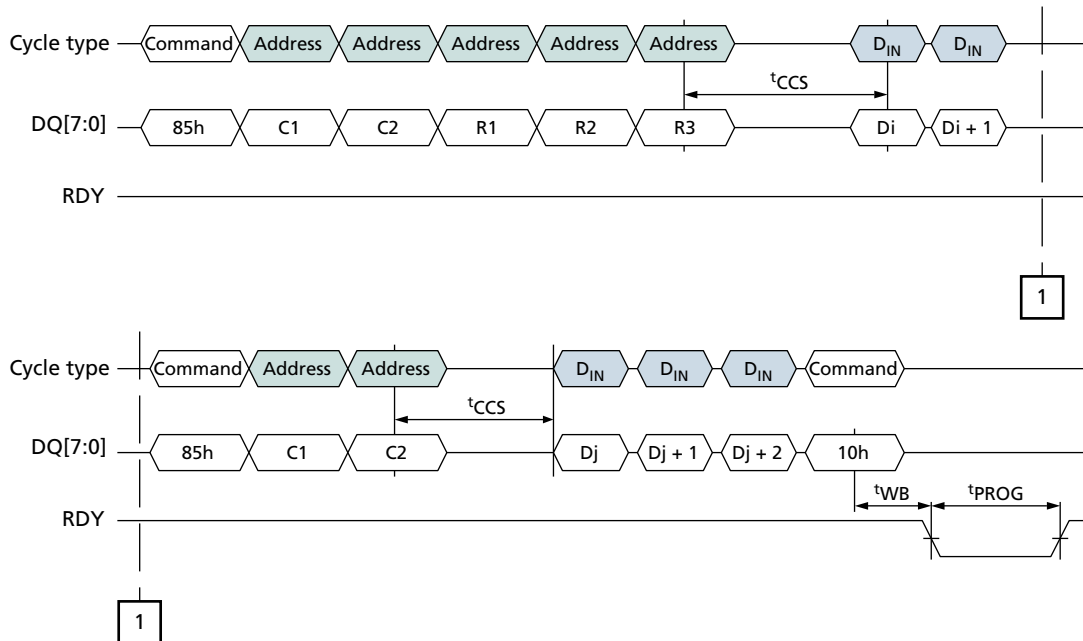 Cycle type Command Address Address Address Address Address DIN DIN
tCCS
DQ[7:0] 85h C1 C2 R1 R2 R3 Di Di + 1
RDY
1
Cycle type Command Address Address DIN DIN DIN Command
tCCS
DQ[7:0] 85h C1 C2 Dj Dj + 1 Dj + 2 10h
tWB tPROG
RDY
1